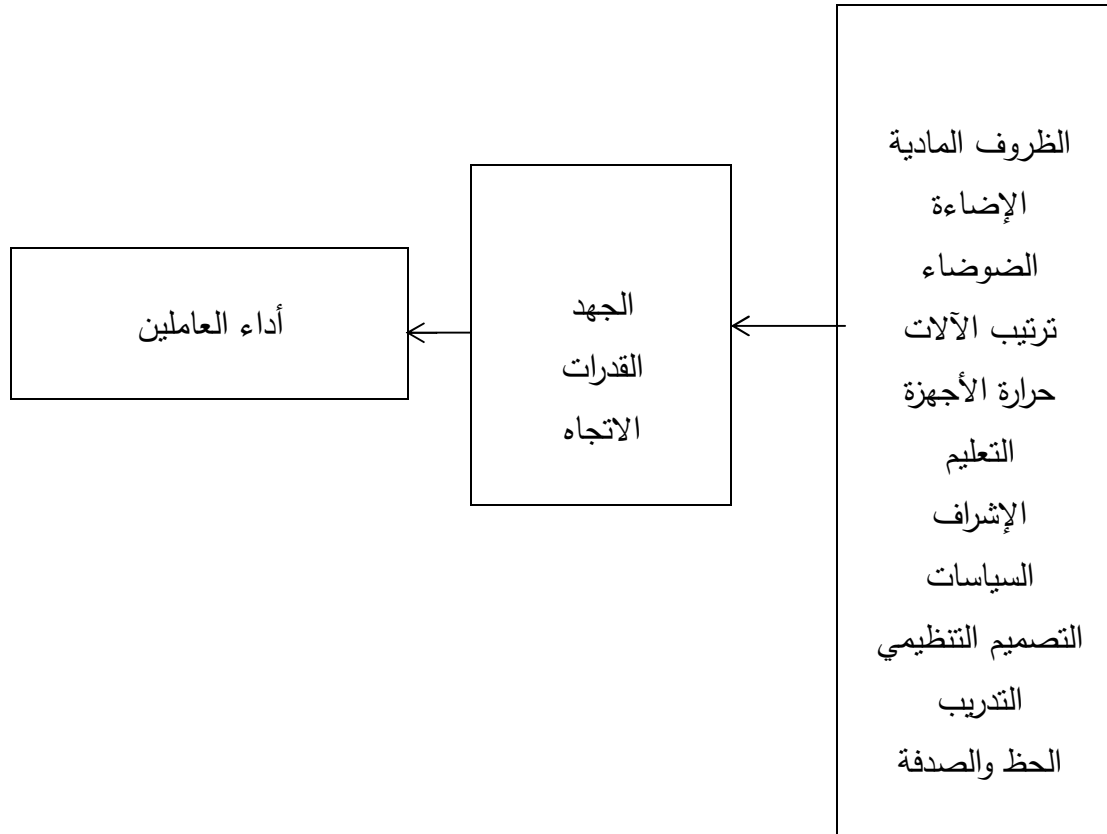 الظروف المادية
الإضاءة
الضوضاء
ترتيب الآلات
حرارة الأجهزة
التعليم
الإشراف
السياسات
التصميم التنظيمي
التدريب
الحظ والصدفة
الجهد
القدرات
الاتجاه
أداء العاملين